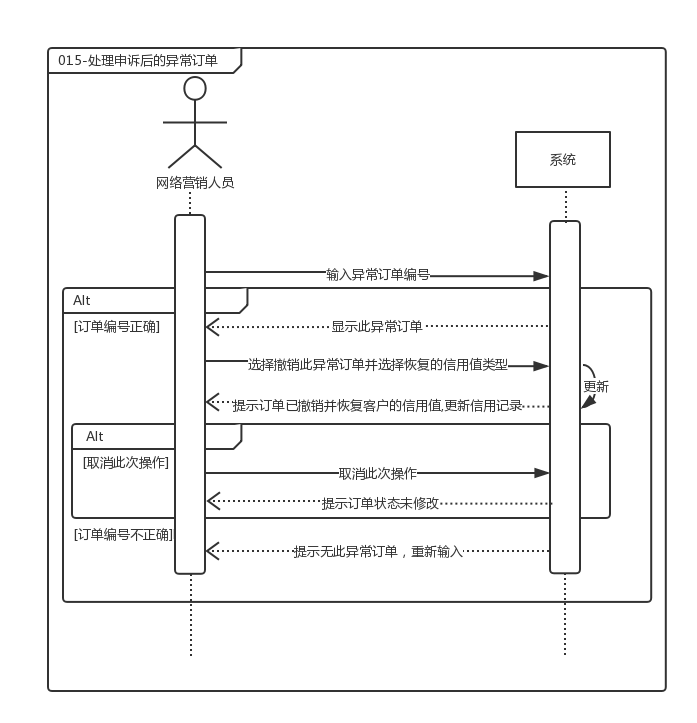 015-处理申诉后的异常订单
网络营销人员
系统
输入异常订单编号
Alt
[订单编号正确]
显示此异常订单
选择撤销此异常订单并选择恢复的信用值类型
更新
提示订单已撤销并恢复客户的信用值,更新信用记录
Alt
[取消此次操作]
取消此次操作
提示订单状态未修改
[订单编号不正确]
提示无此异常订单，重新输入